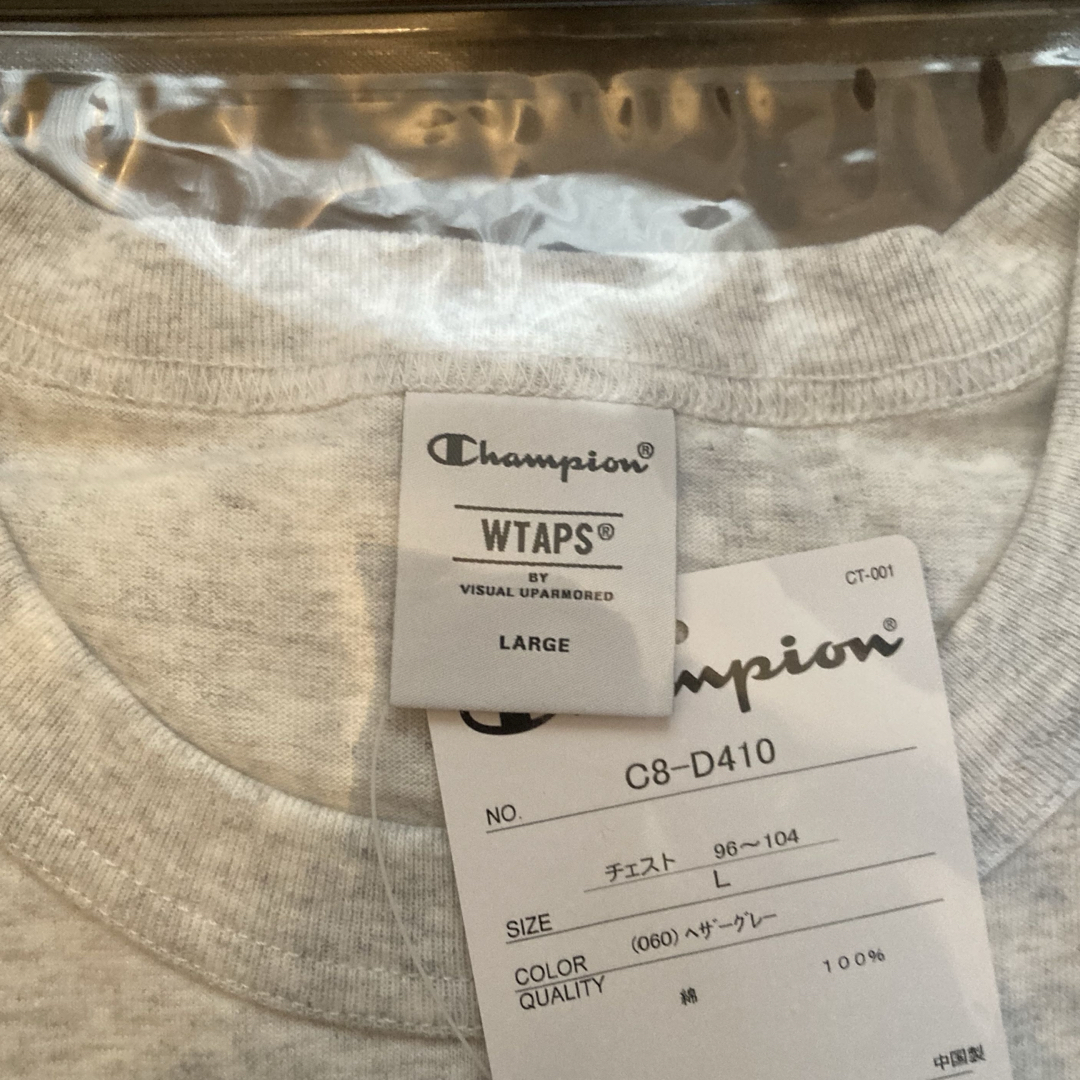 Champion®
WTAPS®
BY
VISUAL UPARMORED
LARGE
CT-001
mpion®
NO. C8-D410
チェスト 96～104
SIZE L
COLOR (060) ﾍｻﾞｰｸﾞﾚｰ
QUALITY 綿 100%
中国製